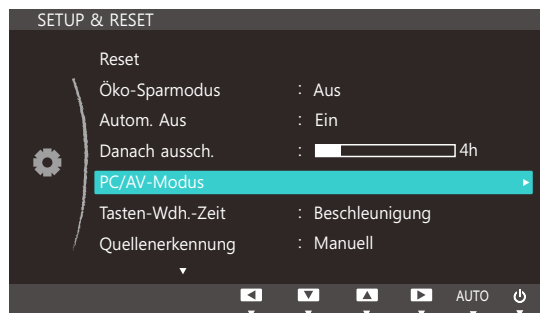 SETUP & RESET
Reset
Öko-Sparmodus : Aus
Autom. Aus : Ein
Danach aussch. : 4h
PC/AV-Modus
Tasten-Wdh.-Zeit : Beschleunigung
Quellenerkennung : Manuell
AUTO